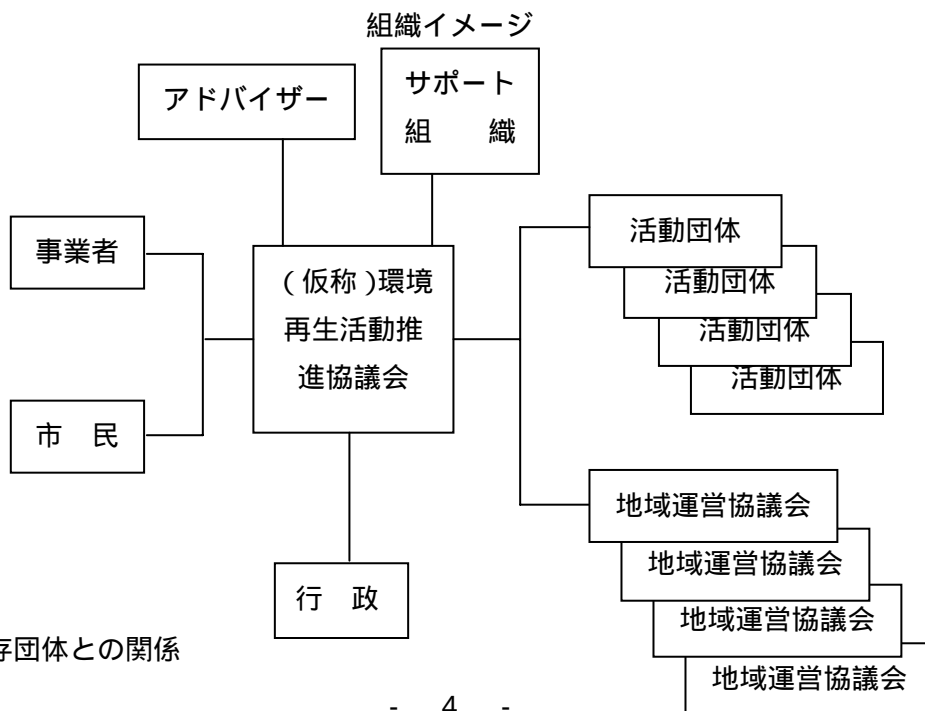 組織イメージ
アドバイザー
サポート
組　　織
事業者
市　民
(仮称)環境
再生活動推
進協議会
行　政
活動団体
活動団体
活動団体
活動団体
地域運営協議会
地域運営協議会
地域運営協議会
地域運営協議会
存団体との関係
-　4　-